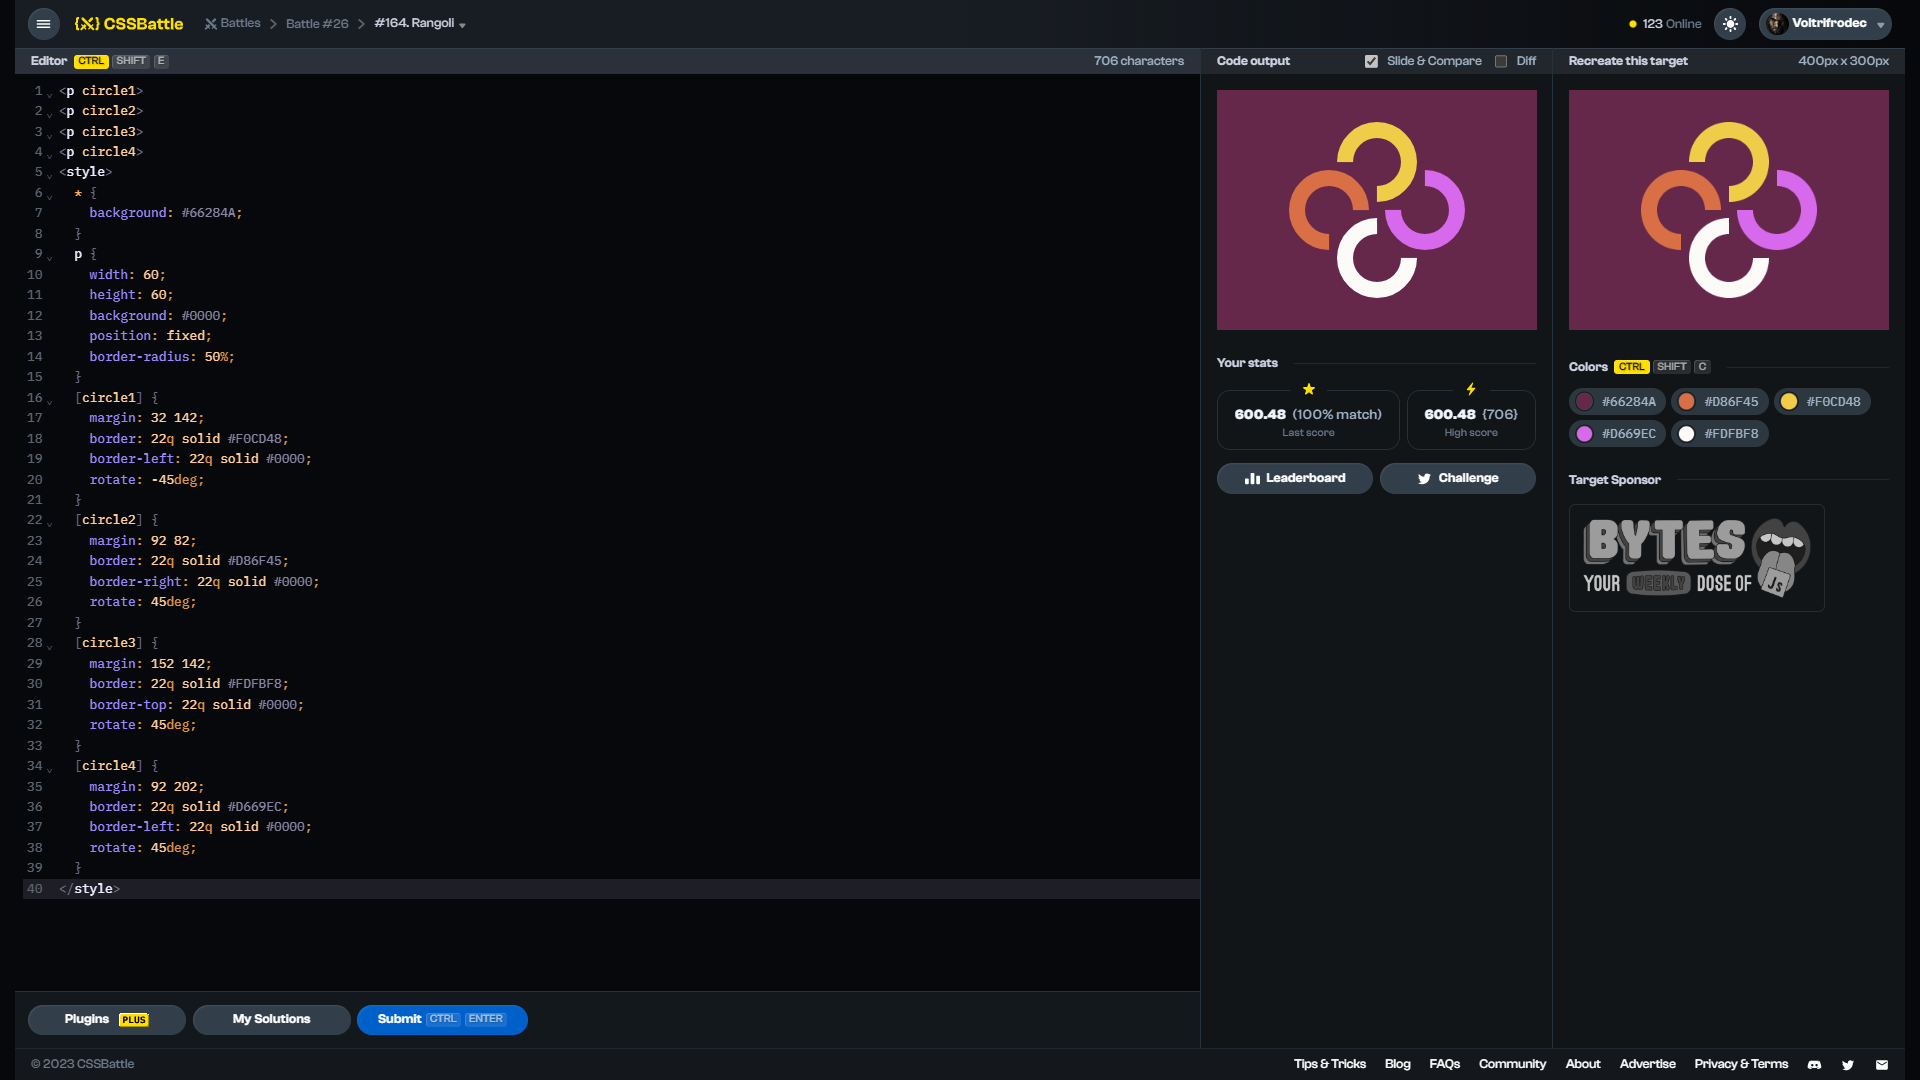 CSSBattle
Battles
Battle #26
#164. Rangoli
123 Online
Voltrifrodec
Editor CTRL SHIFT E
706 characters
1 <p circle1>
2 <p circle2>
3 <p circle3>
4 <p circle4>
5 <style>
6 * {
7 background: #66284A;
8 }
9 p {
10 width: 60;
11 height: 60;
12 background: #0000;
13 position: fixed;
14 border-radius: 50%;
15 }
16 [circle1] {
17 margin: 32 142;
18 border: 22q solid #F0CD48;
19 border-left: 22q solid #0000;
20 rotate: -45deg;
21 }
22 [circle2] {
23 margin: 92 82;
24 border: 22q solid #D86F45;
25 border-right: 22q solid #0000;
26 rotate: 45deg;
27 }
28 [circle3] {
29 margin: 152 142;
30 border: 22q solid #FDFBF8;
31 border-top: 22q solid #0000;
32 rotate: 45deg;
33 }
34 [circle4] {
35 margin: 92 202;
36 border: 22q solid #D669EC;
37 border-left: 22q solid #0000;
38 rotate: 45deg;
39 }
40 </style>
Plugins PLUS
My Solutions
Submit CTRL ENTER
Code output
Slide & Compare
Diff
Your stats
600.48 (100% match)
Last score
600.48 {706}
High score
Leaderboard
Challenge
Recreate this target
400px x 300px
Colors CTRL SHIFT C
#66284A
#D86F45
#F0CD48
#D669EC
#FDFBF8
Target Sponsor
BYTES
YOUR WEEKLY DOSE OF JS
© 2023 CSSBattle
Tips & Tricks
Blog
FAQs
Community
About
Advertise
Privacy & Terms